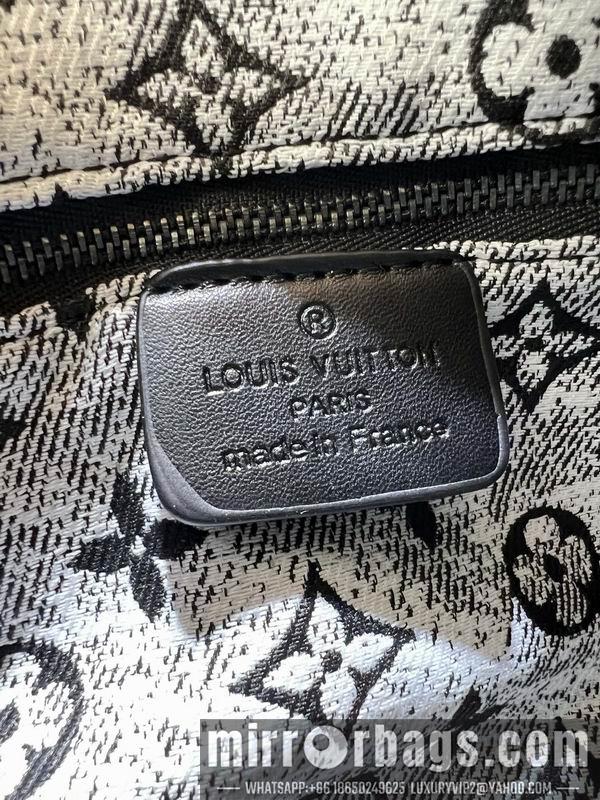 ®
LOUIS VUITTON
PARIS
made in France
mirrorbags.com
WHATSAPP:+86 18650249625 LUXURYVIP2@YAHOO.COM